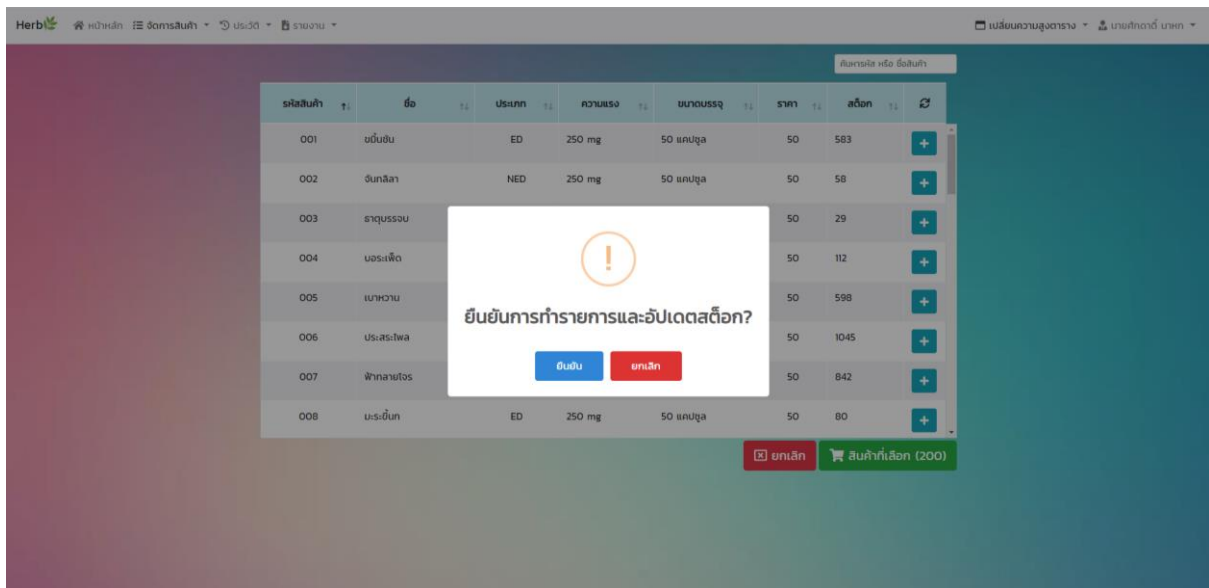 Herb หน้าหลัก จัดการสินค้า ประวัติ รายงาน เปลี่ยนความสูงตาราง นายศักดาดี่ นาหก
ค้นหารหัส หรือ ชื่อสินค้า
รหัสสินค้า ชื่อ ประเภท ความแรง ขนาดบรรจุ ราคา สต็อก
001 ขมิ้นชัน ED 250 mg 50 แคปซูล 50 583
002 จันทลีลา NED 250 mg 50 แคปซูล 50 58
003 ธาตุบรรจบ 50 29
004 บอระเพ็ด 50 112
005 เบาหวาน 50 598
ยืนยันการทำรายการและอัปเดตสต็อก?
006 ประสะไพล 50 1045
ยืนยัน ยกเลิก
007 ฟ้าทลายโจร 50 842
008 มะระขี้นก ED 250 mg 50 แคปซูล 50 80
ยกเลิก สินค้าที่เลือก (200)